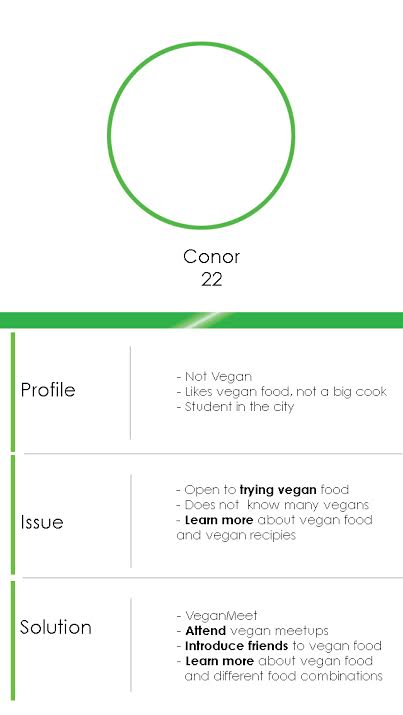 Conor
22
Profile
- Not Vegan
- Likes vegan food, not a big cook
- Student in the city
Issue
- Open to trying vegan food
- Does not know many vegans
- Learn more about vegan food
and vegan recipies
Solution
- VeganMeet
- Attend vegan meetups
- Introduce friends to vegan food
- Learn more about vegan food
and different food combinations